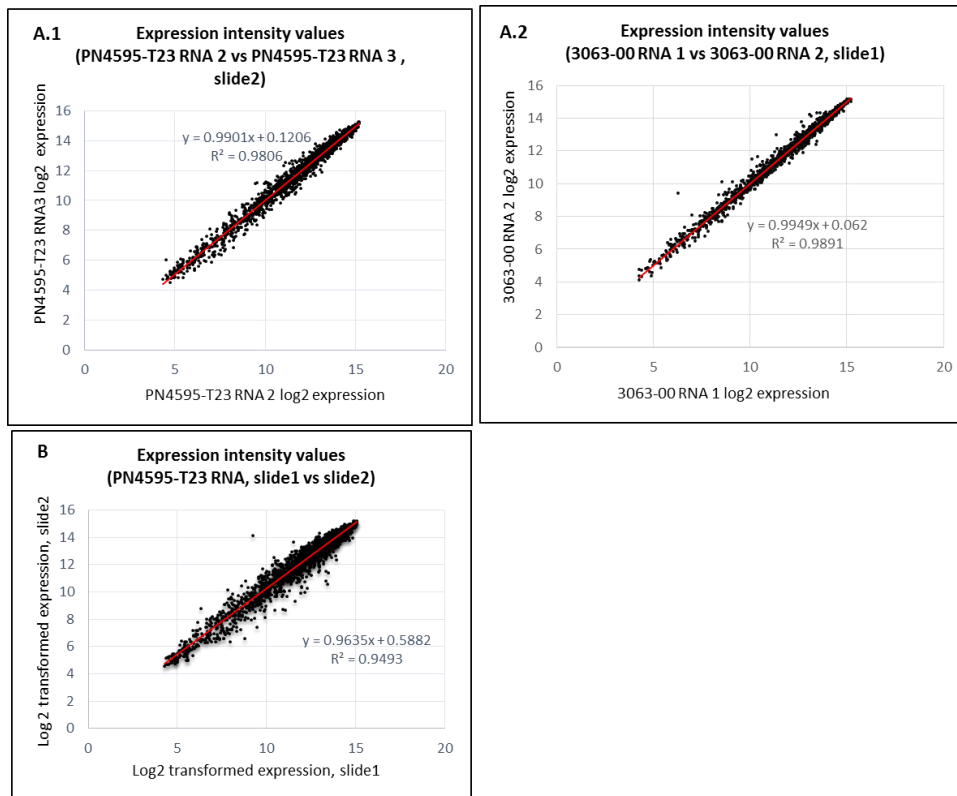 A.1
Expression intensity values
(PN4595-T23 RNA 2 vs PN4595-T23 RNA 3 ,
slide2)
PN4595-T23 RNA3 log2 expression
16
14
12
10
8
6
4
2
0
y = 0.9901x + 0.1206
R² = 0.9806
0 5 10 15 20
PN4595-T23 RNA 2 log2 expression
A.2
Expression intensity values
(3063-00 RNA 1 vs 3063-00 RNA 2, slide1)
3063-00 RNA 2 log2 expression
16
14
12
10
8
6
4
2
0
y = 0.9949x + 0.062
R² = 0.9891
0 5 10 15 20
3063-00 RNA 1 log2 expression
B
Expression intensity values
(PN4595-T23 RNA, slide1 vs slide2)
Log 2 transformed expression, slide2
16
14
12
10
8
6
4
2
0
y = 0.9635x + 0.5882
R² = 0.9493
0 5 10 15 20
Log2 transformed expression, slide1